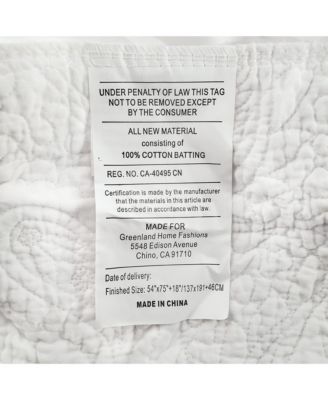 UNDER PENALTY OF LAW THIS TAG
NOT TO BE REMOVED EXCEPT
BY THE CONSUMER
ALL NEW MATERIAL
consisting of
100% COTTON BATTING
REG. NO. CA-40495 CN
Certification is made by the manufacturer
that the materials in this article are
described in accordance with law.
MADE FOR
Greenland Home Fashions
5548 Edison Avenue
Chino, CA 91710
Date of delivery:
Finished Size: 54"x75"+18"/137x191+46CM
MADE IN CHINA